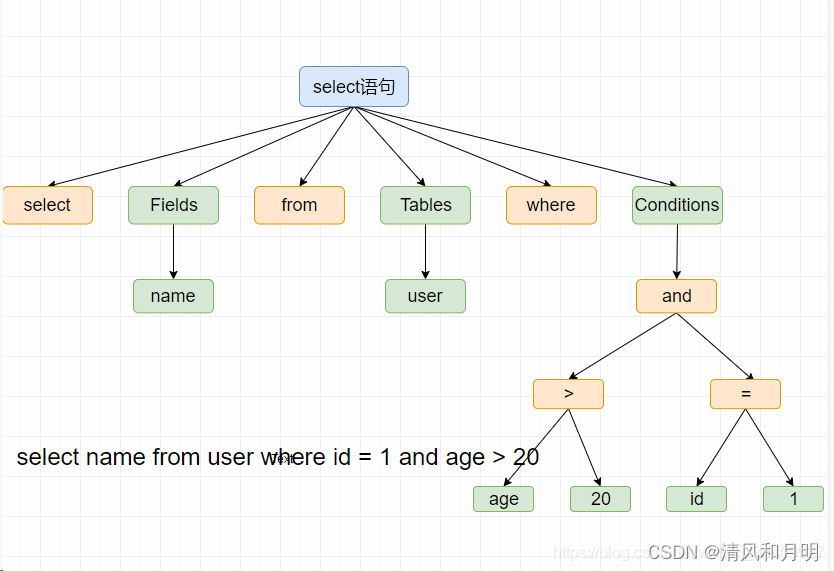 select语句
select
Fields
from
Tables
where
Conditions
name
user
and
>
=
select name from user where id = 1 and age > 20
Text
age
20
id
1
https://blog.cs
CSDN @清风和月明